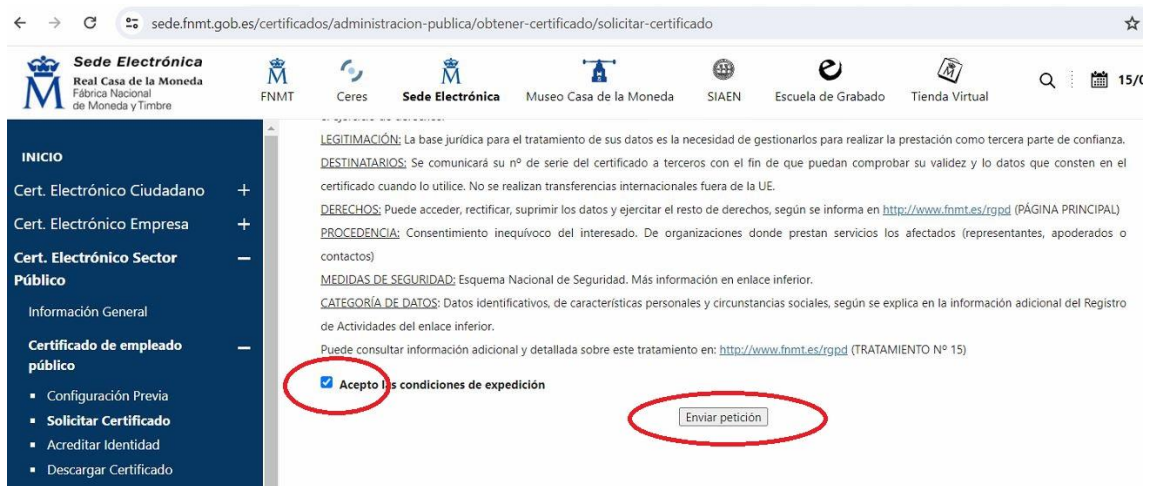 sede.fnmt.gob.es/certificados/administracion-publica/obtener-certificado/solicitar-certificado
Sede Electrónica
Real Casa de la Moneda
Fábrica Nacional
de Moneda y Timbre
FNMT
Ceres
Sede Electrónica
Museo Casa de la Moneda
SIAEN
Escuela de Grabado
Tienda Virtual
15/0
INICIO
Cert. Electrónico Ciudadano
Cert. Electrónico Empresa
Cert. Electrónico Sector
Público
Información General
Certificado de empleado
público
Configuración Previa
Solicitar Certificado
Acreditar Identidad
Descargar Certificado
el ejercicio de derechos.
LEGITIMACIÓN: La base jurídica para el tratamiento de sus datos es la necesidad de gestionarlos para realizar la prestación como tercera parte de confianza.
DESTINATARIOS: Se comunicará su nº de serie del certificado a terceros con el fin de que puedan comprobar su validez y lo datos que consten en el
certificado cuando lo utilice. No se realizan transferencias internacionales fuera de la UE.
DERECHOS: Puede acceder, rectificar, suprimir los datos y ejercitar el resto de derechos, según se informa en http://www.fnmt.es/rgpd (PÁGINA PRINCIPAL)
PROCEDENCIA: Consentimiento inequívoco del interesado. De organizaciones donde prestan servicios los afectados (representantes, apoderados o
contactos)
MEDIDAS DE SEGURIDAD: Esquema Nacional de Seguridad. Más información en enlace inferior.
CATEGORÍA DE DATOS: Datos identificativos, de características personales y circunstancias sociales, según se explica en la información adicional del Registro
de Actividades del enlace inferior.
Puede consultar información adicional y detallada sobre este tratamiento en: http://www.fnmt.es/rgpd (TRATAMIENTO Nº 15)
Acepto las condiciones de expedición
Enviar petición